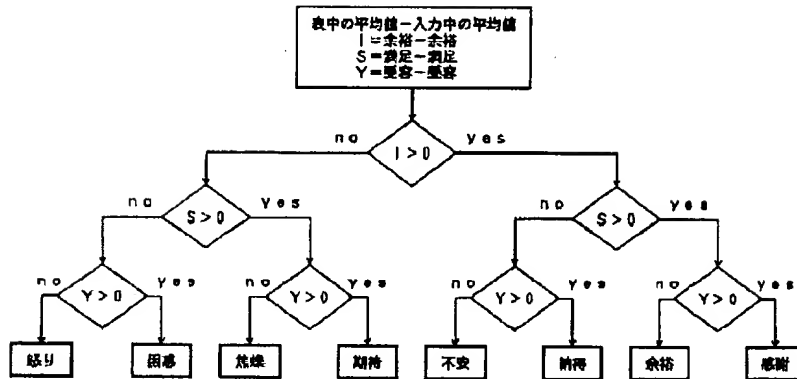 表中の平均値－入力中の平均値
I＝余裕－余裕
S＝満足－満足
Y＝受容－受容
no
I>0
yes
no
S>0
yes
no
S>0
yes
no
Y>0
yes
no
Y>0
yes
no
Y>0
yes
no
Y>0
yes
怒り
困惑
焦燥
期待
不安
納得
余裕
感謝